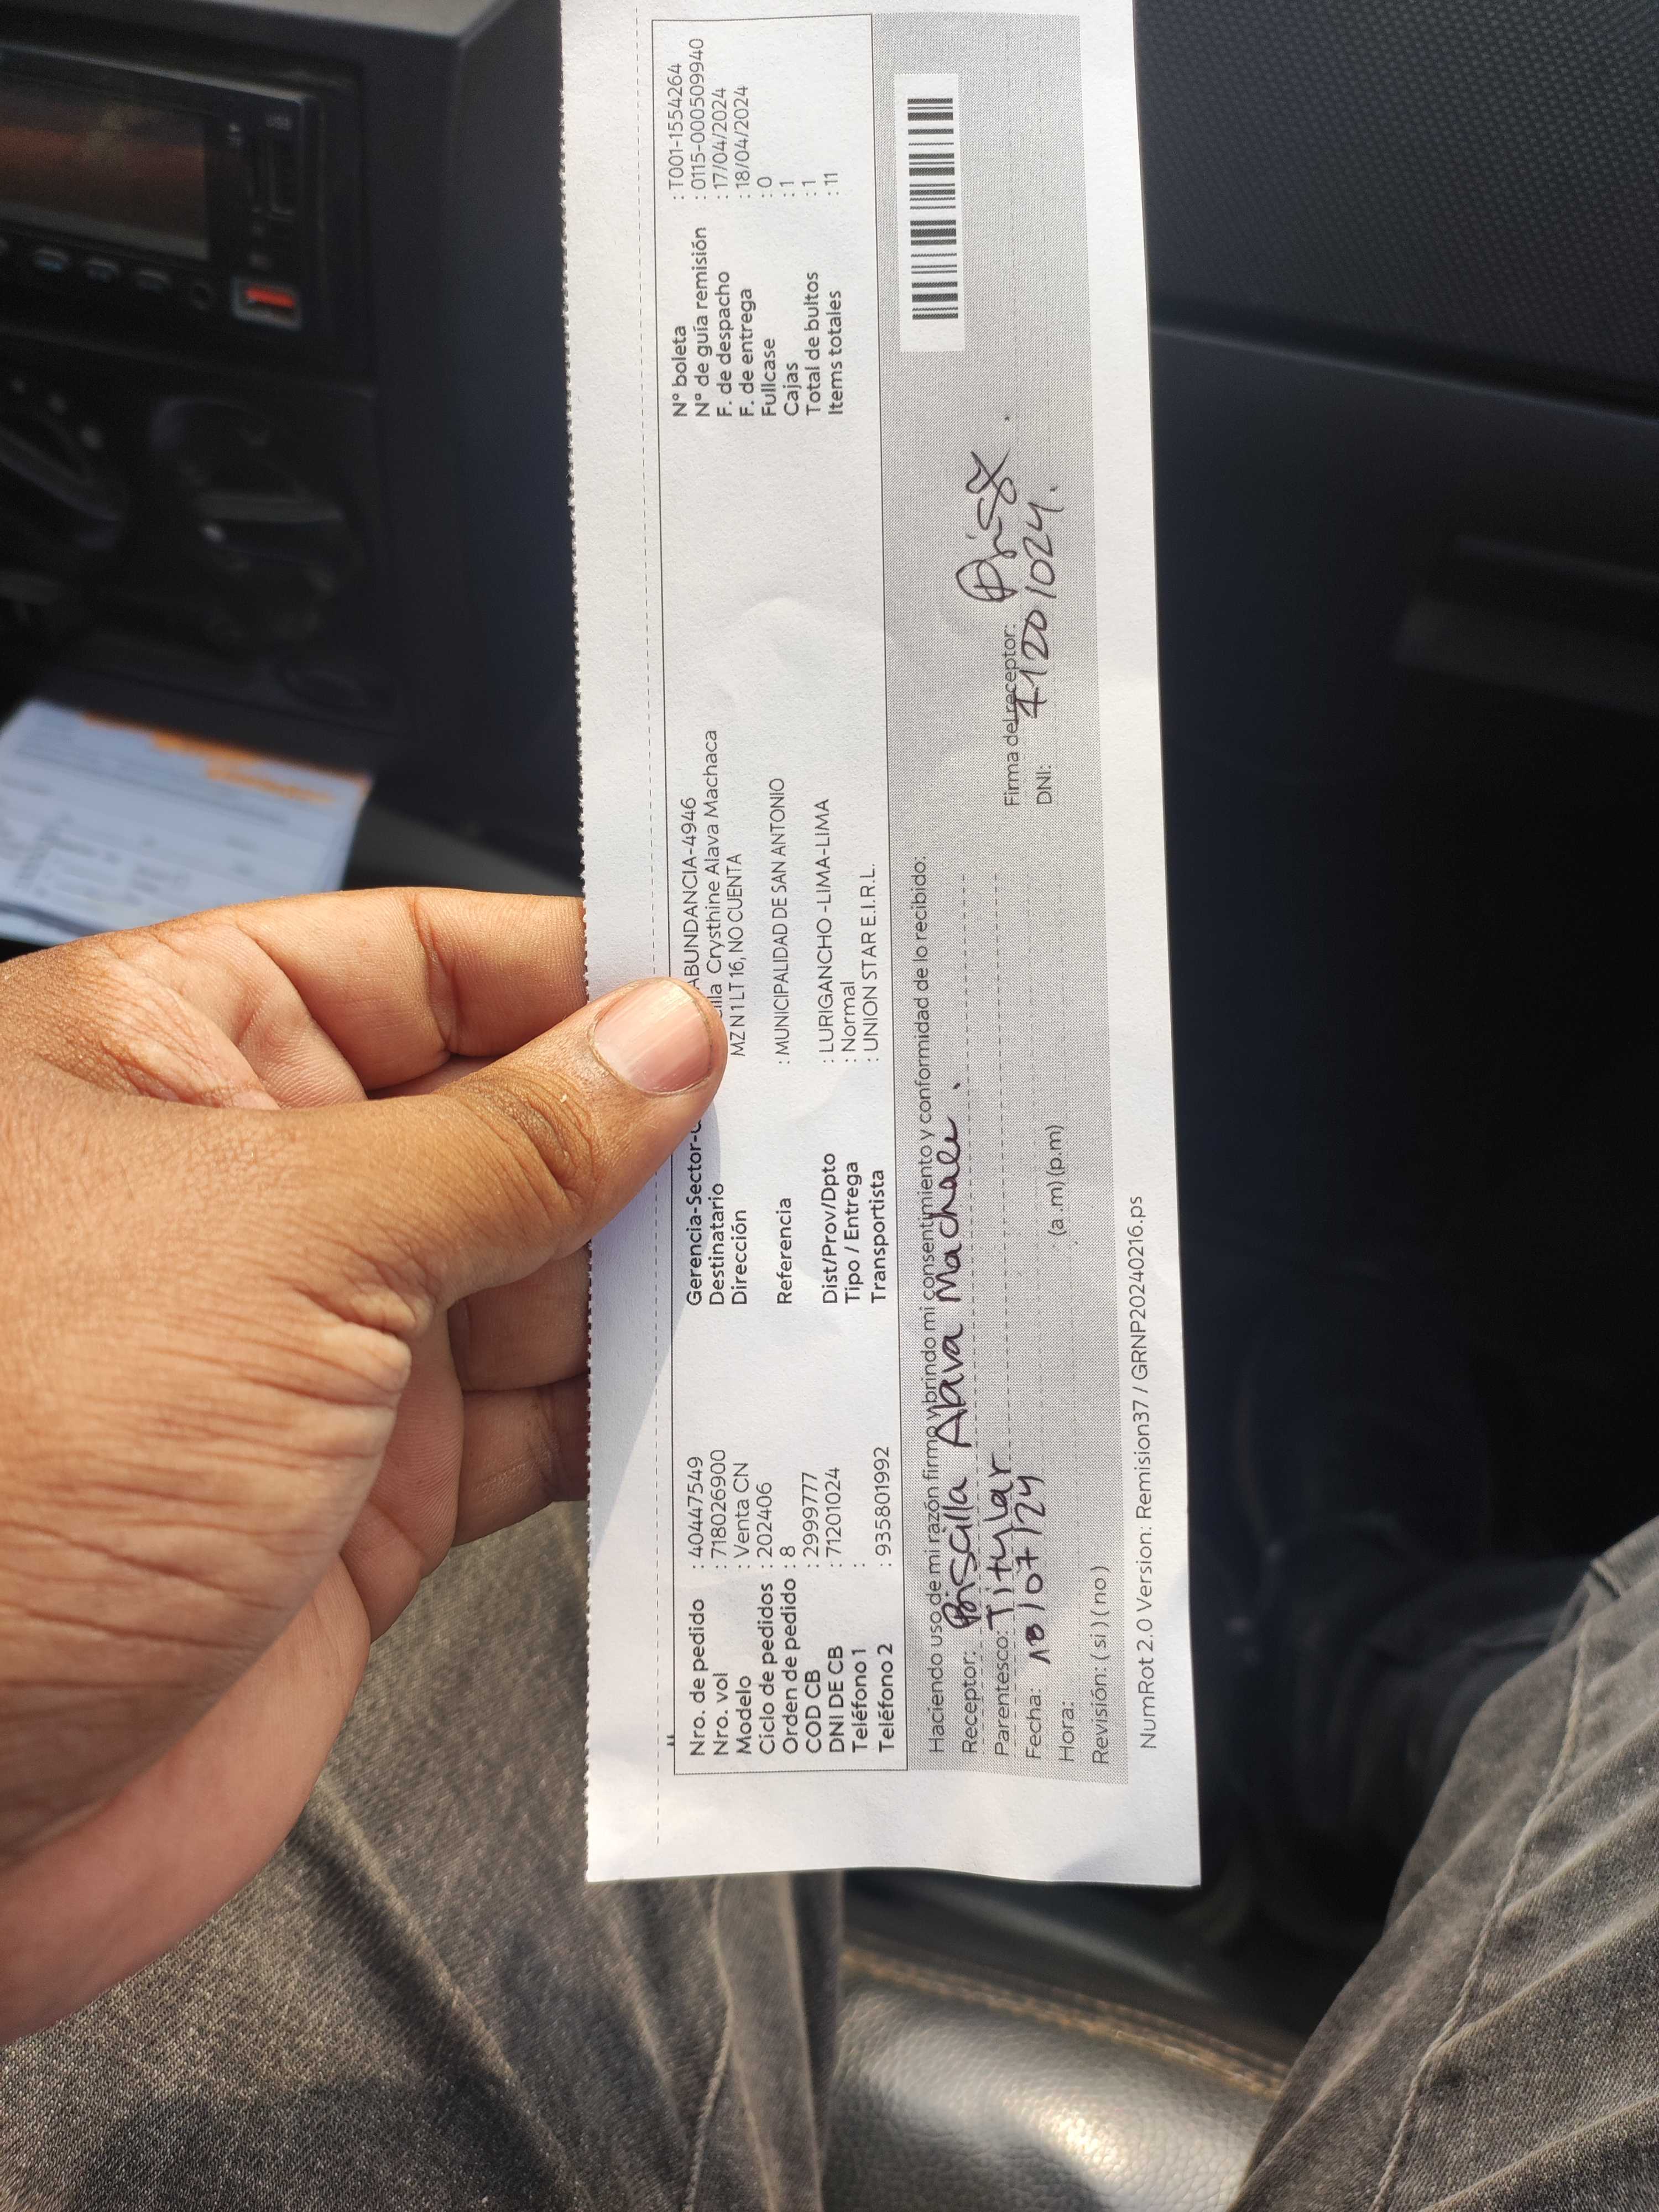 Nro. de pedido : 40447549
Nro. vol : 718026900
Modelo : Venta CN
Ciclo de pedidos : 202406
Orden de pedido : 8
COD CB : 29997​77
DNI DE CB : 71201024
Teléfono 1 :
Teléfono 2 : 935801992
Gerencia-Sector- ABUNDANCIA-4946
Destinatario Crysthine Alava Machaca
Dirección MZ N 1 LT 16, NO CUENTA
Referencia : MUNICIPALIDAD DE SAN ANTONIO
Dist/Prov/Dpto : LURIGANCHO -LIMA-LIMA
Tipo / Entrega : Normal
Transportista : UNION STAR E.I.R.L.
N° boleta : T001-1554264
N° de guía remisión : 0115-000509940
F. de despacho : 17/04/2024
F. de entrega : 18/04/2024
Fullcase : 0
Cajas : 1
Total de bultos : 1
Items totales : 11
Haciendo uso de mi razón firmo y brindo mi consentimiento y conformidad de lo recibido.
Receptor: Priscilla Alava Machaca.
Parentesco: Titular
Fecha: 18/07/24
Hora: (a.m) (p.m)
Revisión: ( si ) ( no )
Firma del receptor:
DNI: 71201024.
NumRot 2.0 Version: Remision37 / GRNP20240216.ps